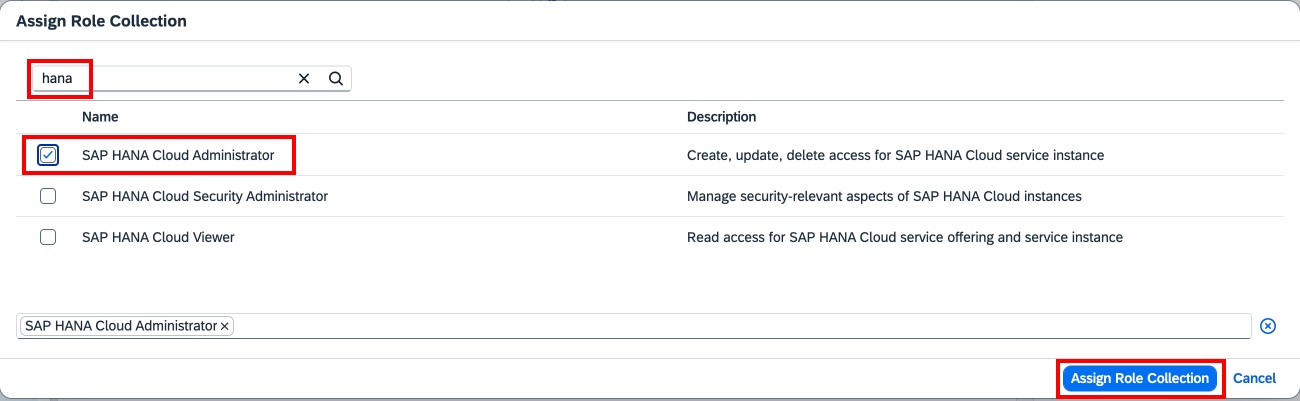 Assign Role Collection
hana
Name Description
SAP HANA Cloud Administrator Create, update, delete access for SAP HANA Cloud service instance
SAP HANA Cloud Security Administrator Manage security-relevant aspects of SAP HANA Cloud instances
SAP HANA Cloud Viewer Read access for SAP HANA Cloud service offering and service instance
SAP HANA Cloud Administrator
Assign Role Collection Cancel